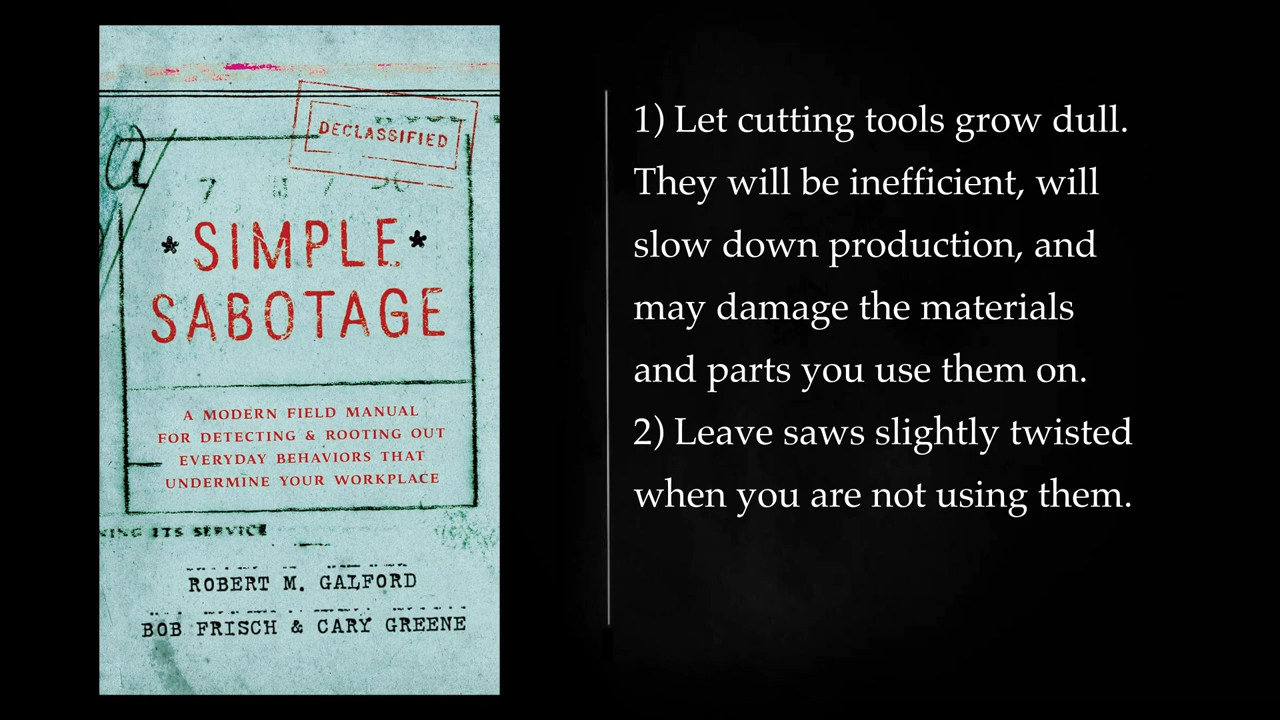 DECLASSIFIED
*SIMPLE*
SABOTAGE
A MODERN FIELD MANUAL
FOR DETECTING & ROOTING OUT
EVERYDAY BEHAVIORS THAT
UNDERMINE YOUR WORKPLACE
ITS SERVICE
ROBERT M. GALFORD
BOB FRISCH & CARY GREENE
1) Let cutting tools grow dull.
They will be inefficient, will
slow down production, and
may damage the materials
and parts you use them on.
2) Leave saws slightly twisted
when you are not using them.